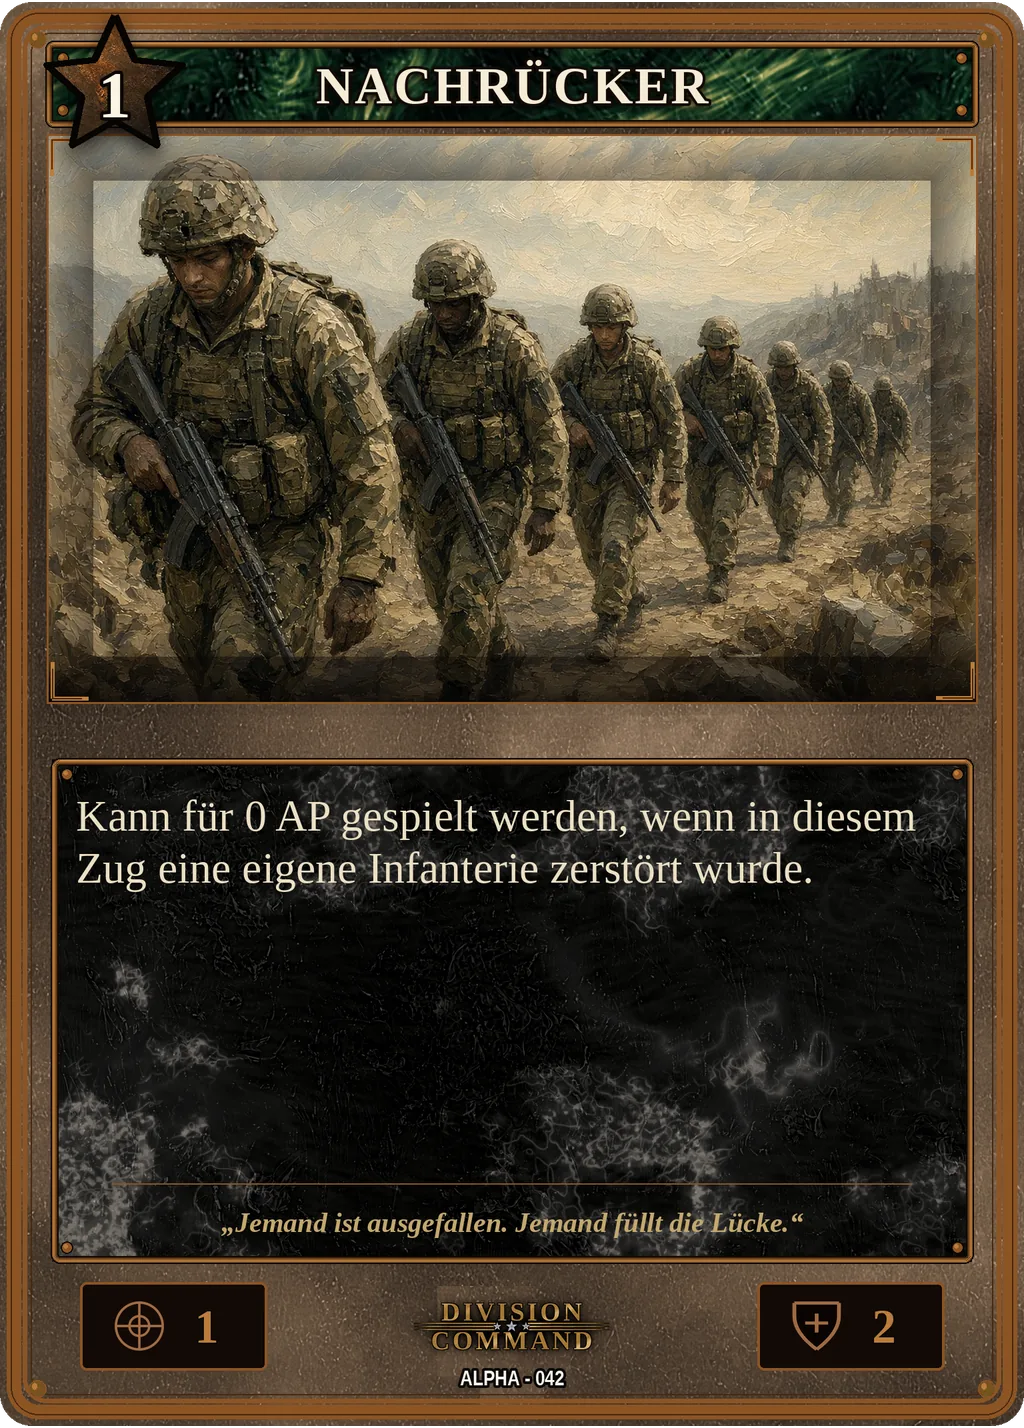 1
NACHRÜCKER
Kann für 0 AP gespielt werden, wenn in diesem
Zug eine eigene Infanterie zerstört wurde.
„Jemand ist ausgefallen. Jemand füllt die Lücke.“
1
DIVISION
COMMAND
2
ALPHA - 042